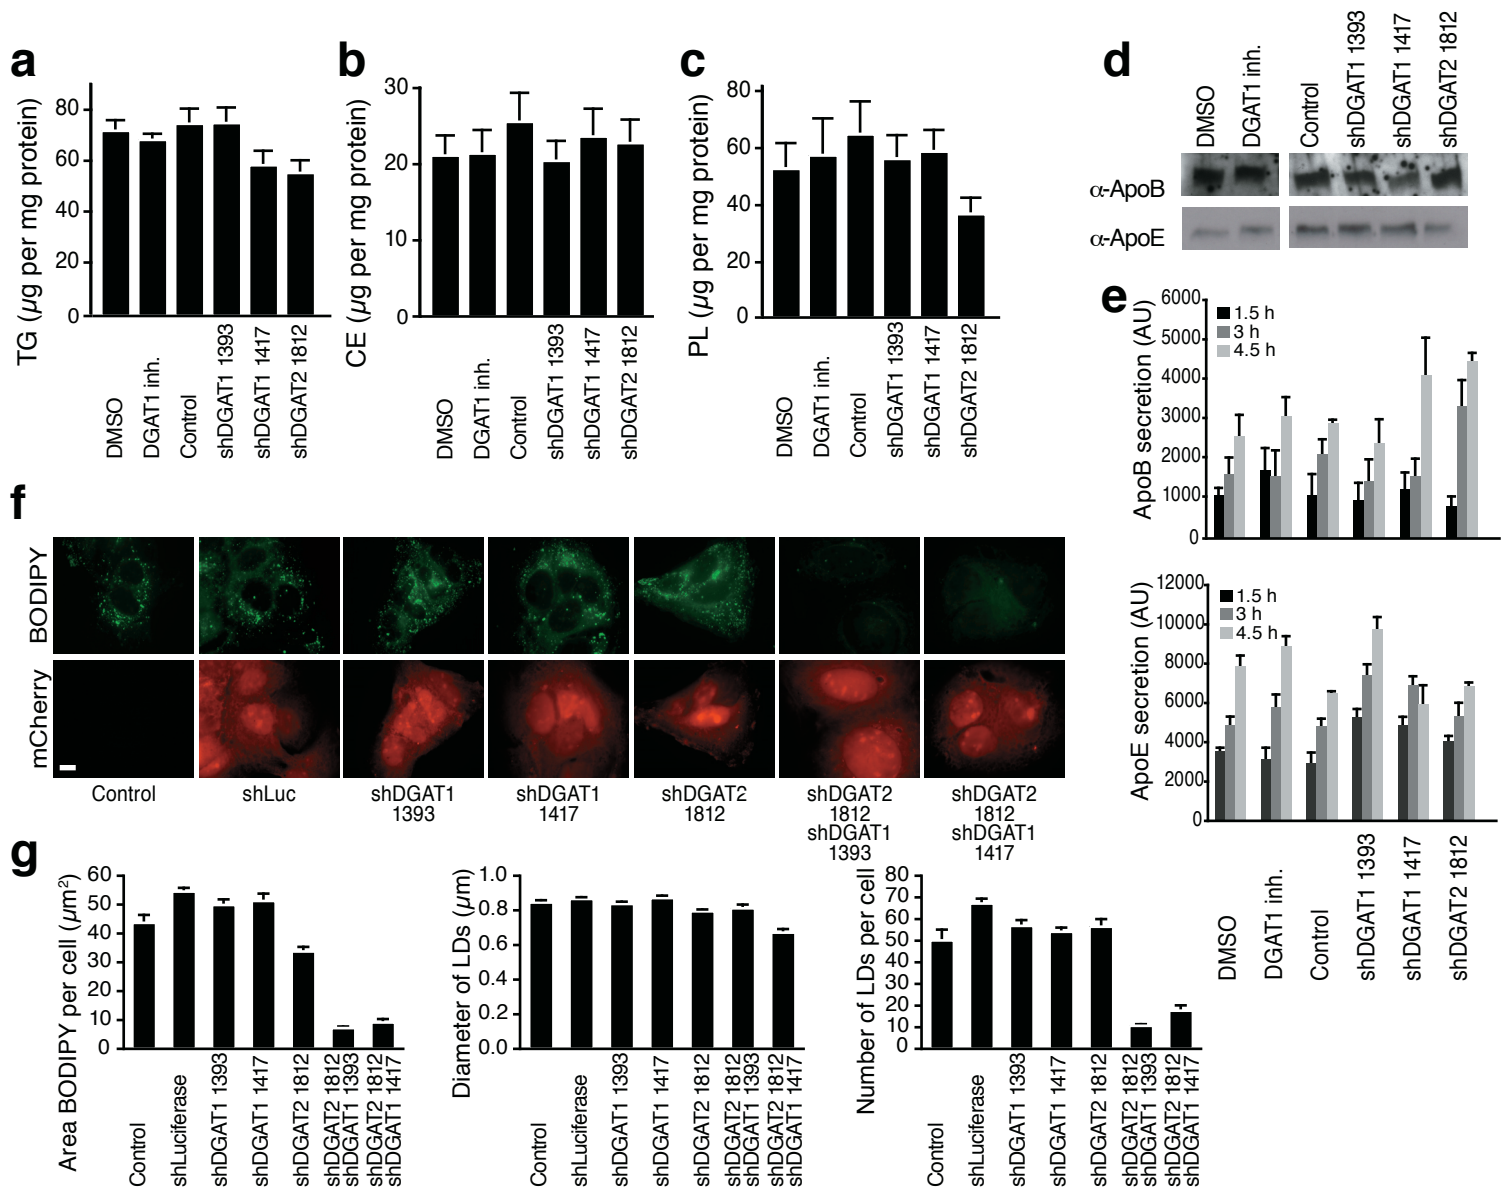 a
TG (µg per mg protein)
80
60
40
20
0
DMSO
DGAT1 inh.
Control
shDGAT1 1393
shDGAT1 1417
shDGAT2 1812
b
CE (µg per mg protein)
30
20
10
0
DMSO
DGAT1 inh.
Control
shDGAT1 1393
shDGAT1 1417
shDGAT2 1812
c
PL (µg per mg protein)
80
60
40
20
0
DMSO
DGAT1 inh.
Control
shDGAT1 1393
shDGAT1 1417
shDGAT2 1812
d
DMSO
DGAT1 inh.
Control
shDGAT1 1393
shDGAT1 1417
shDGAT2 1812
α-ApoB
α-ApoE
e
ApoB secretion (AU)
6000
5000
4000
3000
2000
1000
0
1.5 h
3 h
4.5 h
ApoE secretion (AU)
12000
10000
8000
6000
4000
2000
0
1.5 h
3 h
4.5 h
DMSO
DGAT1 inh.
Control
shDGAT1 1393
shDGAT1 1417
shDGAT2 1812
f
BODIPY
mCherry
Control
shLuc
shDGAT1
1393
shDGAT1
1417
shDGAT2
1812
shDGAT2
1812
shDGAT1
1393
shDGAT2
1812
shDGAT1
1417
g
Area BODIPY per cell (µm²)
60
50
40
30
20
10
0
Control
shLuciferase
shDGAT1 1393
shDGAT1 1417
shDGAT2 1812
shDGAT2 1812
shDGAT1 1393
shDGAT2 1812
shDGAT1 1417
Diameter of LDs (µm)
1.0
0.8
0.6
0.4
0.2
0.0
Control
shLuciferase
shDGAT1 1393
shDGAT1 1417
shDGAT2 1812
shDGAT2 1812
shDGAT1 1393
shDGAT2 1812
shDGAT1 1417
Number of LDs per cell
80
70
60
50
40
30
20
10
0
Control
shLuciferase
shDGAT1 1393
shDGAT1 1417
shDGAT2 1812
shDGAT2 1812
shDGAT1 1393
shDGAT2 1812
shDGAT1 1417